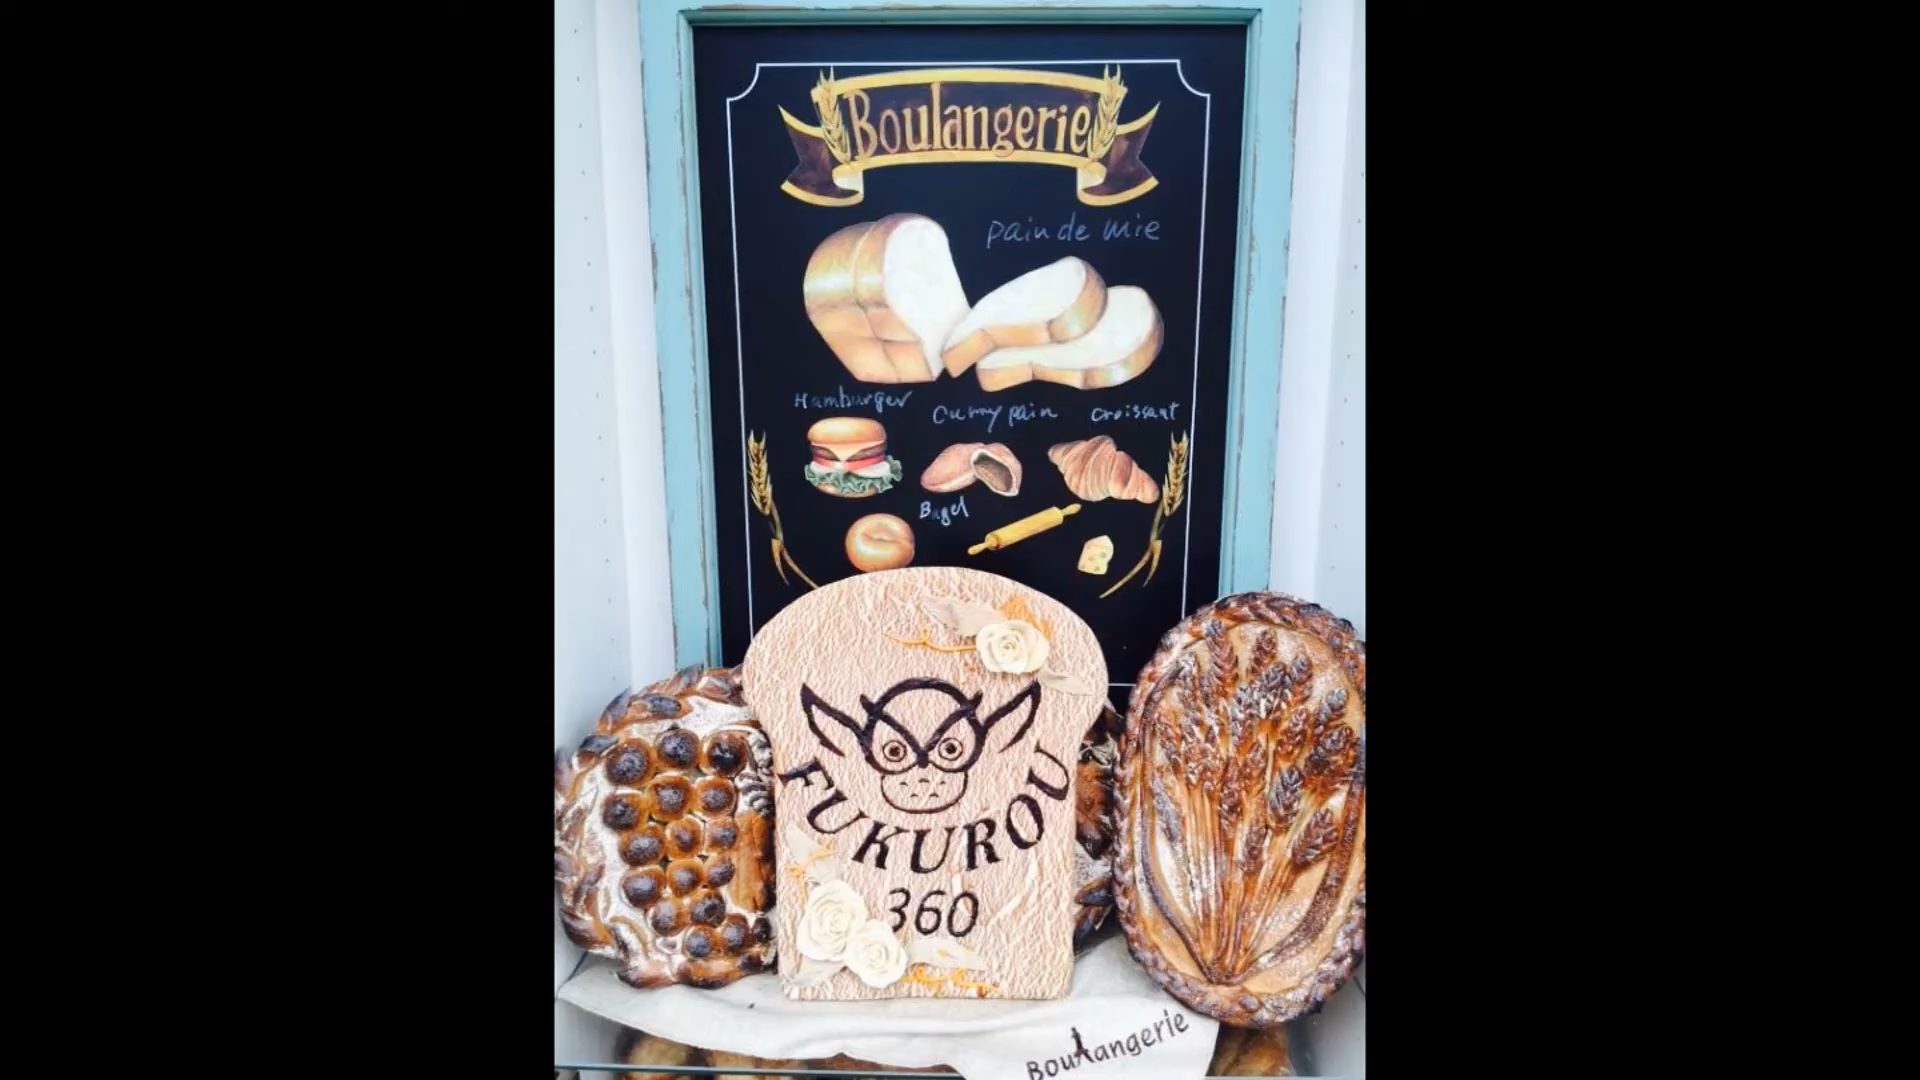 Boulangerie
pain de mie
Hamburger
Curry pain
croissant
Bagel
FUKUROU
360
Boulangerie